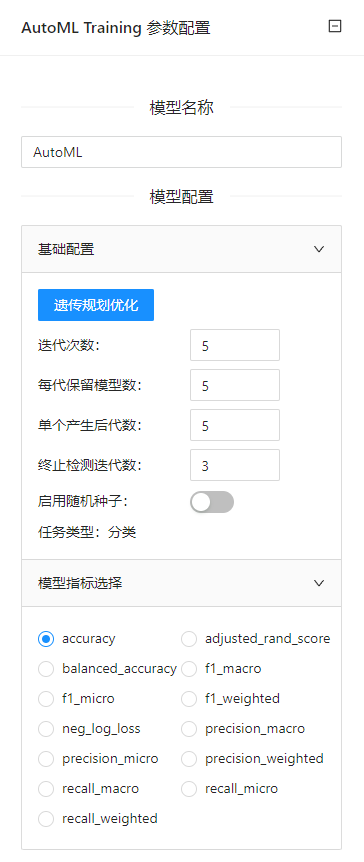 AutoML Training 参数配置
模型名称
AutoML
模型配置
基础配置
遗传规划优化
迭代次数： 5
每代保留模型数： 5
单个产生后代数： 5
终止检测迭代数： 3
启用随机种子：
任务类型：分类
模型指标选择
accuracy adjusted_rand_score
balanced_accuracy f1_macro
f1_micro f1_weighted
neg_log_loss precision_macro
precision_micro precision_weighted
recall_macro recall_micro
recall_weighted